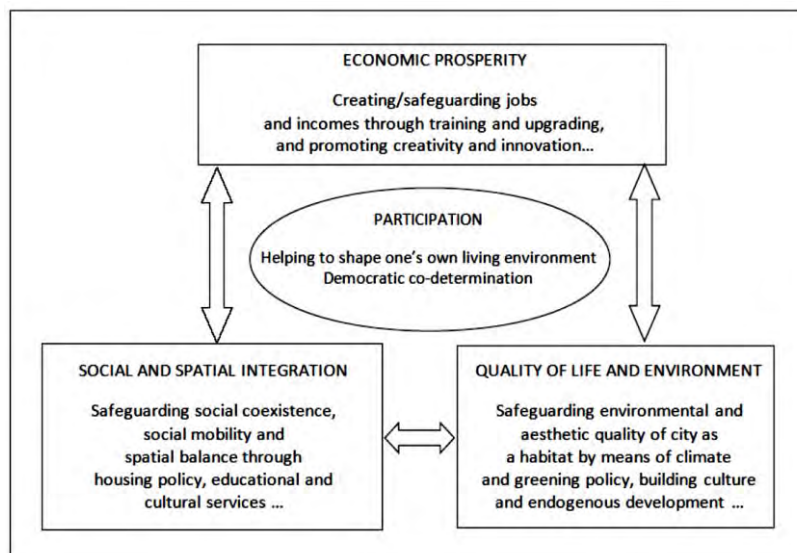 ECONOMIC PROSPERITY
Creating/safeguarding jobs
and incomes through training and upgrading,
and promoting creativity and innovation...
PARTICIPATION
Helping to shape one's own living environment
Democratic co-determination
SOCIAL AND SPATIAL INTEGRATION
Safeguarding social coexistence,
social mobility and
spatial balance through
housing policy, educational and
cultural services ...
QUALITY OF LIFE AND ENVIRONMENT
Safeguarding environmental and
aesthetic quality of city as
a habitat by means of climate
and greening policy, building culture
and endogenous development ...